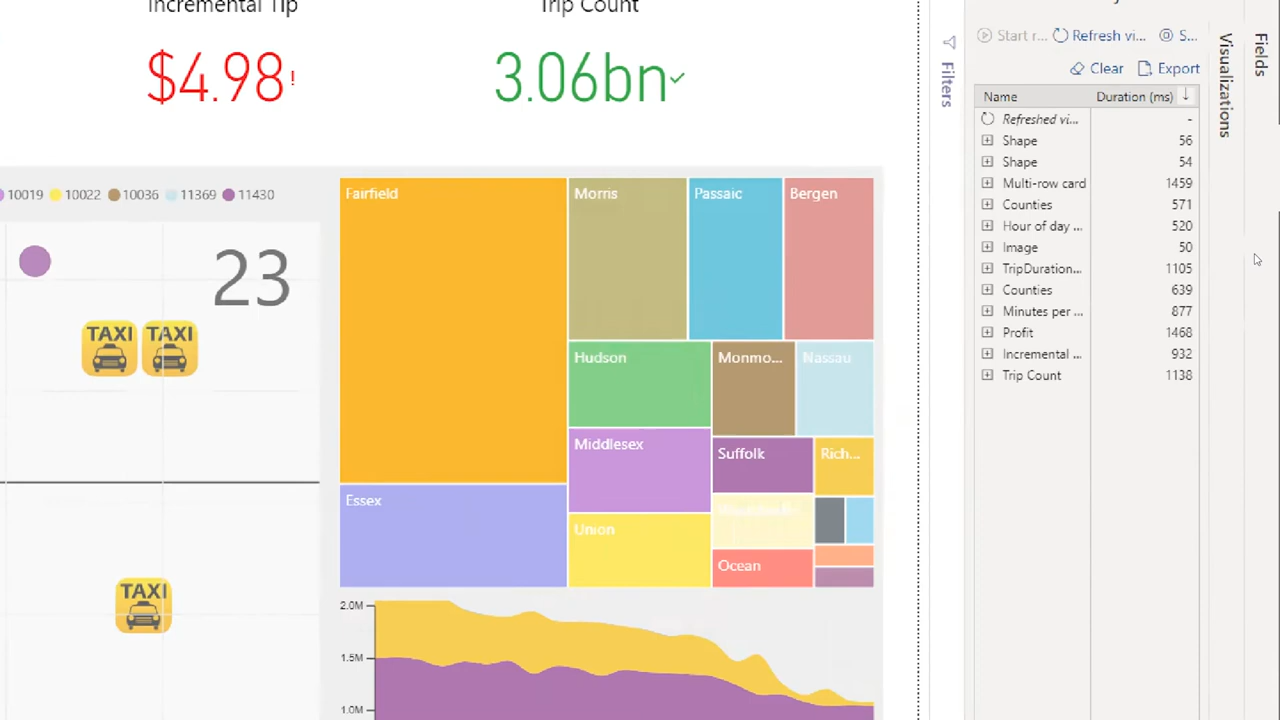 Incremental Tip
Trip Count
$4.98!
3.06bn
10019 10022 10036 11369 11430
23
TAXI TAXI
TAXI
Fairfield
Morris
Passaic
Bergen
Hudson
Monmo...
Nassau
Middlesex
Suffolk
Rich...
Essex
Union
Ocean
2.0M
1.5M
1.0M
Filters
Start r... Refresh vi... S...
Clear Export
Name Duration (ms)
Refreshed vi... -
Shape 56
Shape 54
Multi-row card 1459
Counties 571
Hour of day ... 520
Image 50
TripDuration... 1105
Counties 639
Minutes per ... 877
Profit 1468
Incremental ... 932
Trip Count 1138
Visualizations
Fields